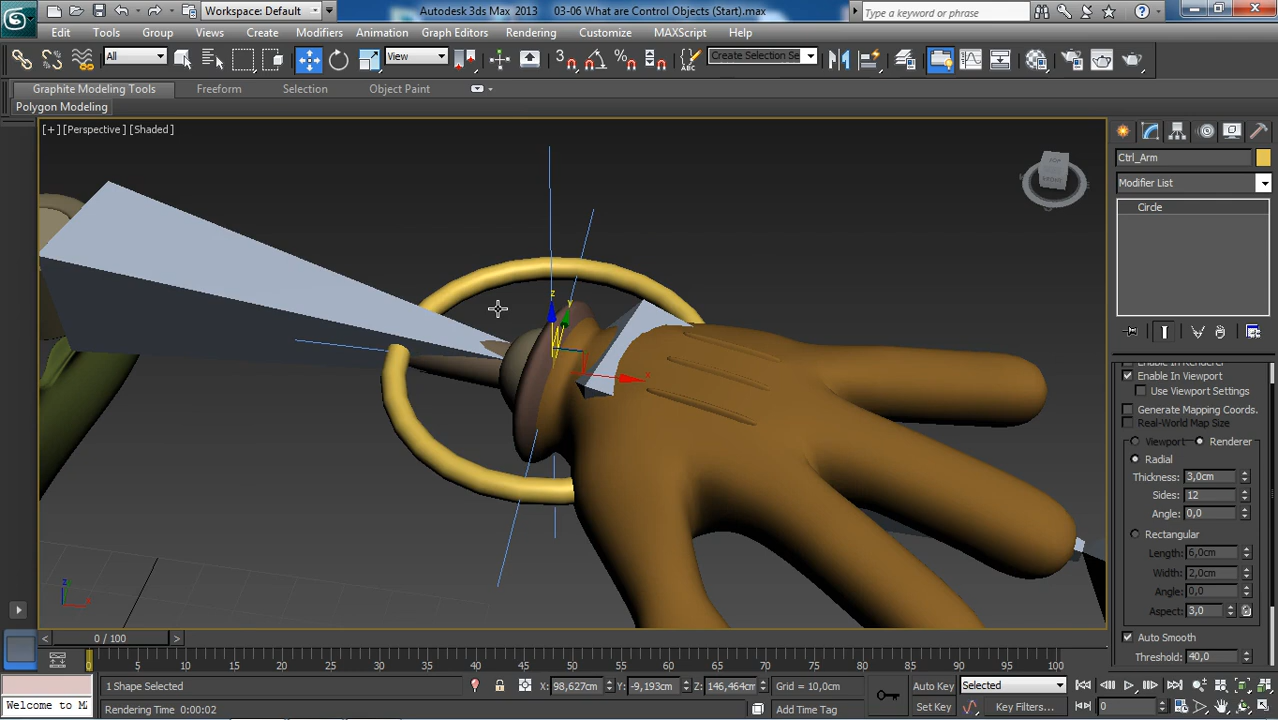 Workspace: Default
Autodesk 3ds Max 2013
03-06 What are Control Objects (Start).max
Type a keyword or phrase
Edit
Tools
Group
Views
Create
Modifiers
Animation
Graph Editors
Rendering
Customize
MAXScript
Help
All
View
3
Create Selection Se
Graphite Modeling Tools
Freeform
Selection
Object Paint
Polygon Modeling
[+] [Perspective] [Shaded]
Ctrl_Arm
Modifier List
Circle
z
y
x
Enable In Viewport
Use Viewport Settings
Generate Mapping Coords.
Real-World Map Size
Viewport
Renderer
Radial
Thickness: 3,0cm
Sides: 12
Angle: 0,0
Rectangular
Length: 6,0cm
Width: 2,0cm
Angle: 0,0
Aspect: 3,0
Auto Smooth
Threshold: 40,0
z
x
0 / 100
0 5 10 15 20 25 30 35 40 45 50 55 60 65 70 75 80 85 90 95 100
1 Shape Selected
X: 98,627cm
Y: -9,193cm
Z: 146,464cm
Grid = 10,0cm
Auto Key
Selected
Welcome to M
Rendering Time 0:00:02
Add Time Tag
Set Key
Key Filters...
0